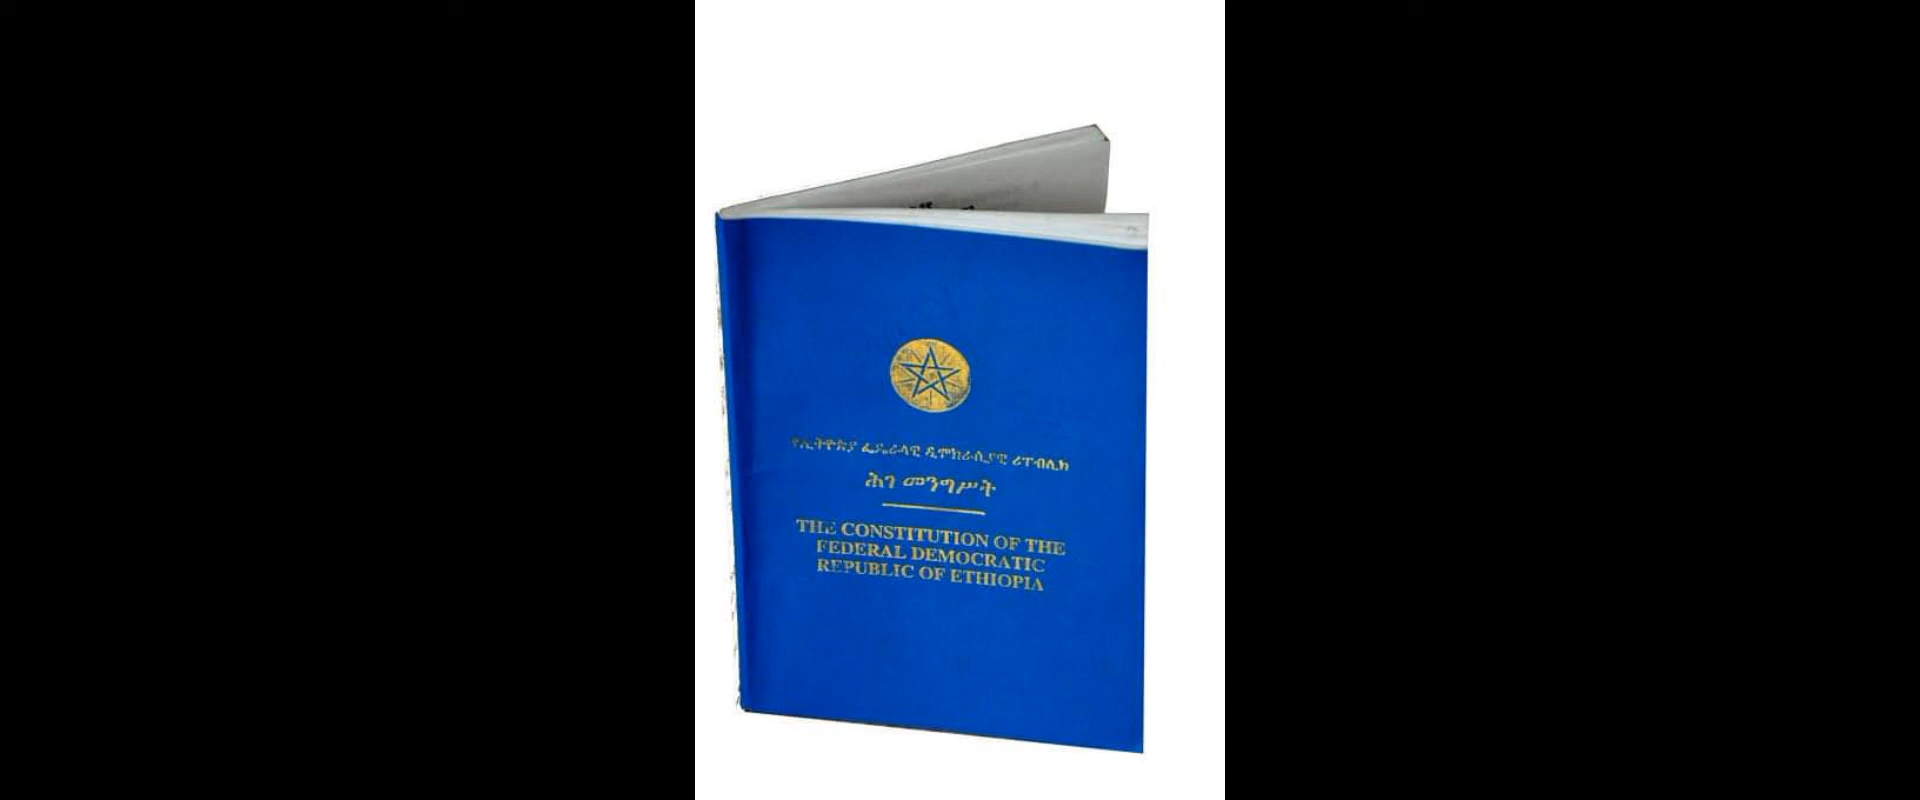 የኢትዮጵያ ፌዴራላዊ ዲሞክራሲያዊ ሪፐብሊክ
ሕገ መንግሥት
THE CONSTITUTION OF THE
FEDERAL DEMOCRATIC
REPUBLIC OF ETHIOPIA